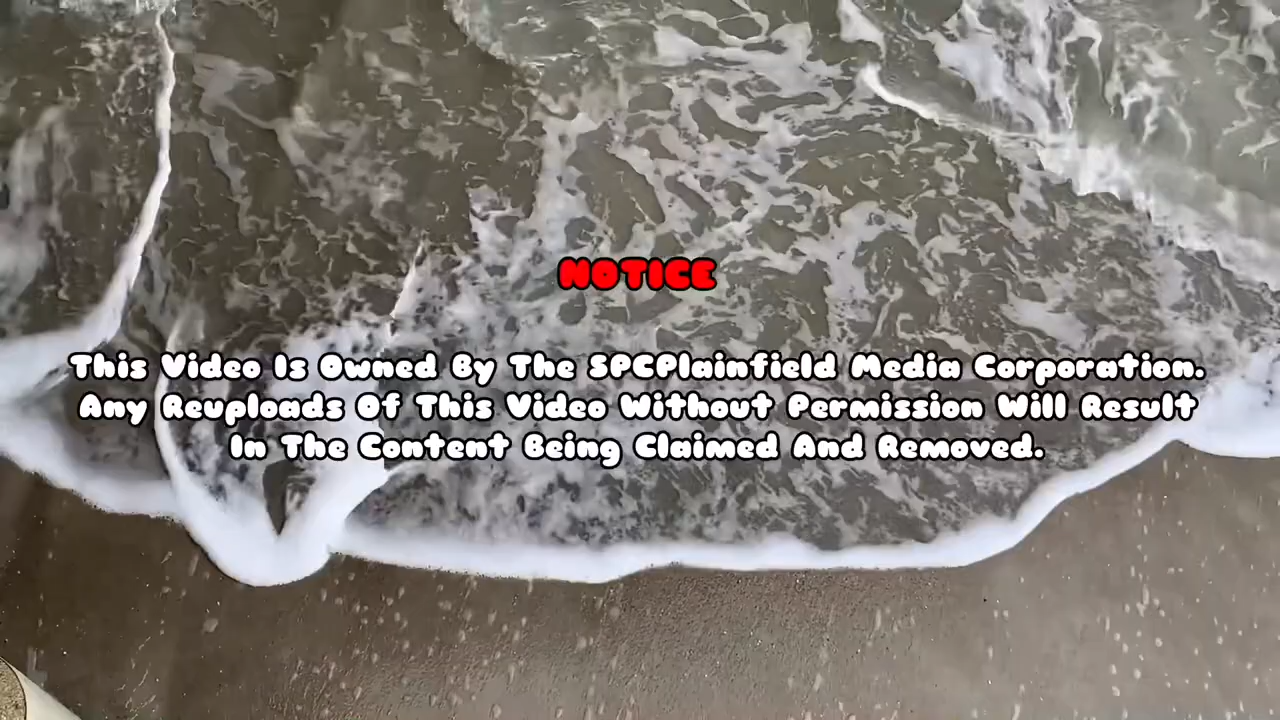 NOTICE
This Video Is Owned By The SPCPlainfield Media Corporation.
Any Reuploads Of This Video Without Permission Will Result
In The Content Being Claimed And Removed.